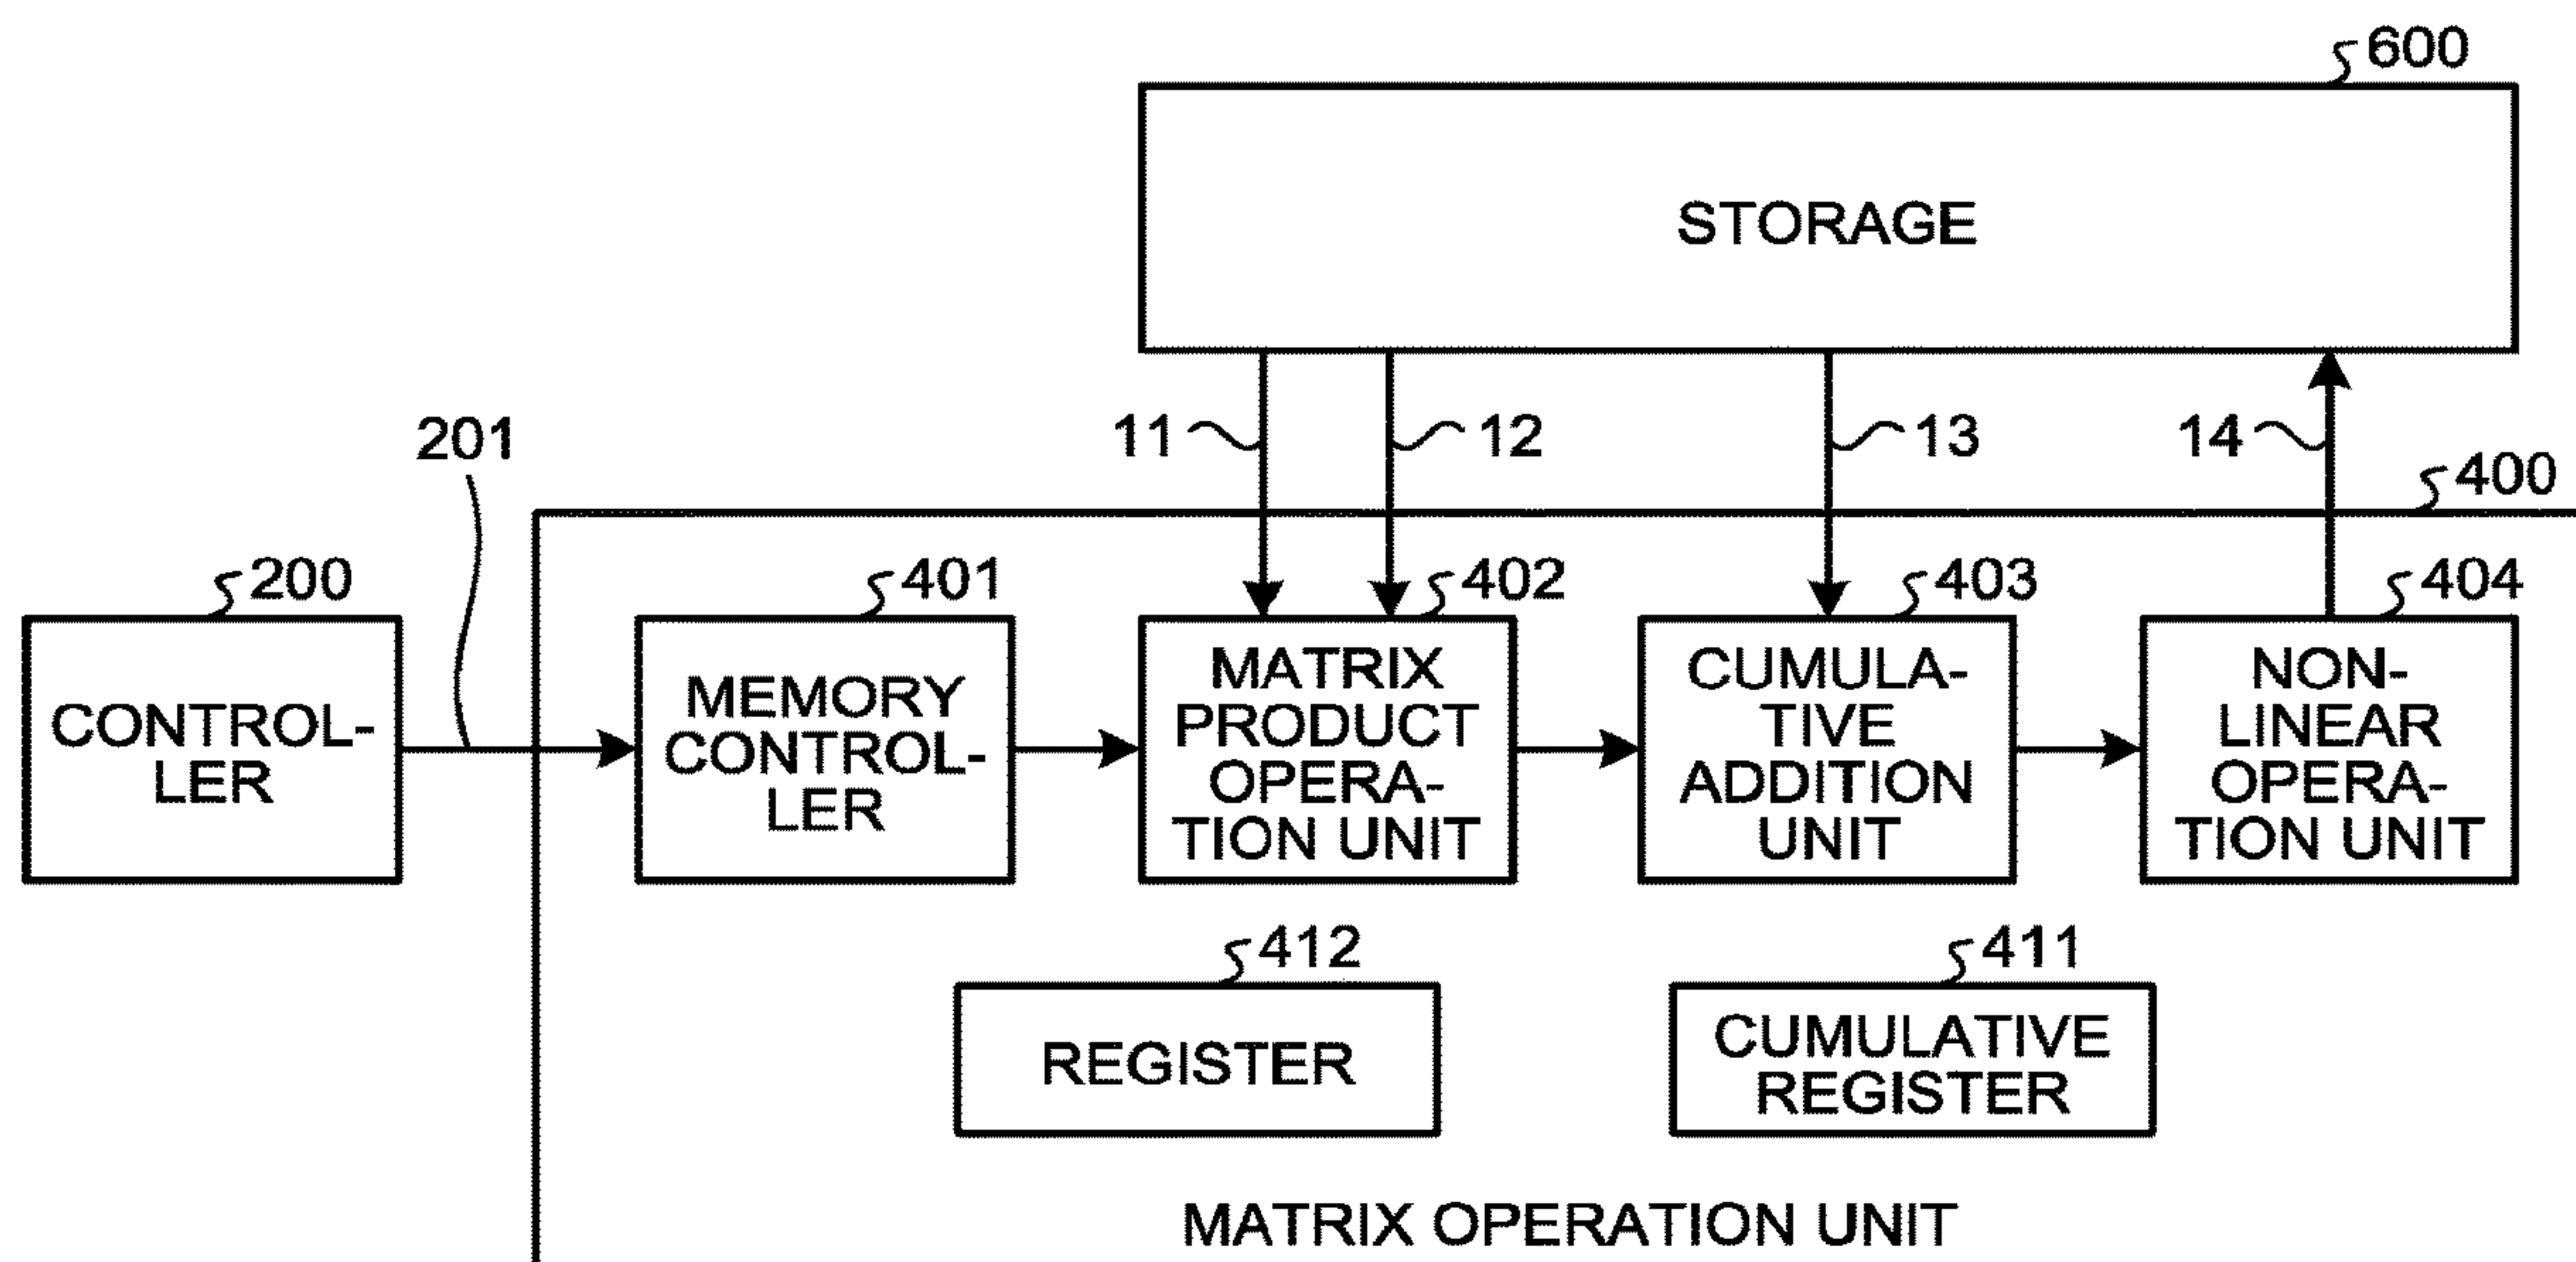 600
STORAGE
201
11
12
13
14
400
200
401
402
403
404
CONTROL-
LER
MEMORY
CONTROL-
LER
MATRIX
PRODUCT
OPERA-
TION UNIT
CUMULA-
TIVE
ADDITION
UNIT
NON-
LINEAR
OPERA-
TION UNIT
412
411
REGISTER
CUMULATIVE
REGISTER
MATRIX OPERATION UNIT